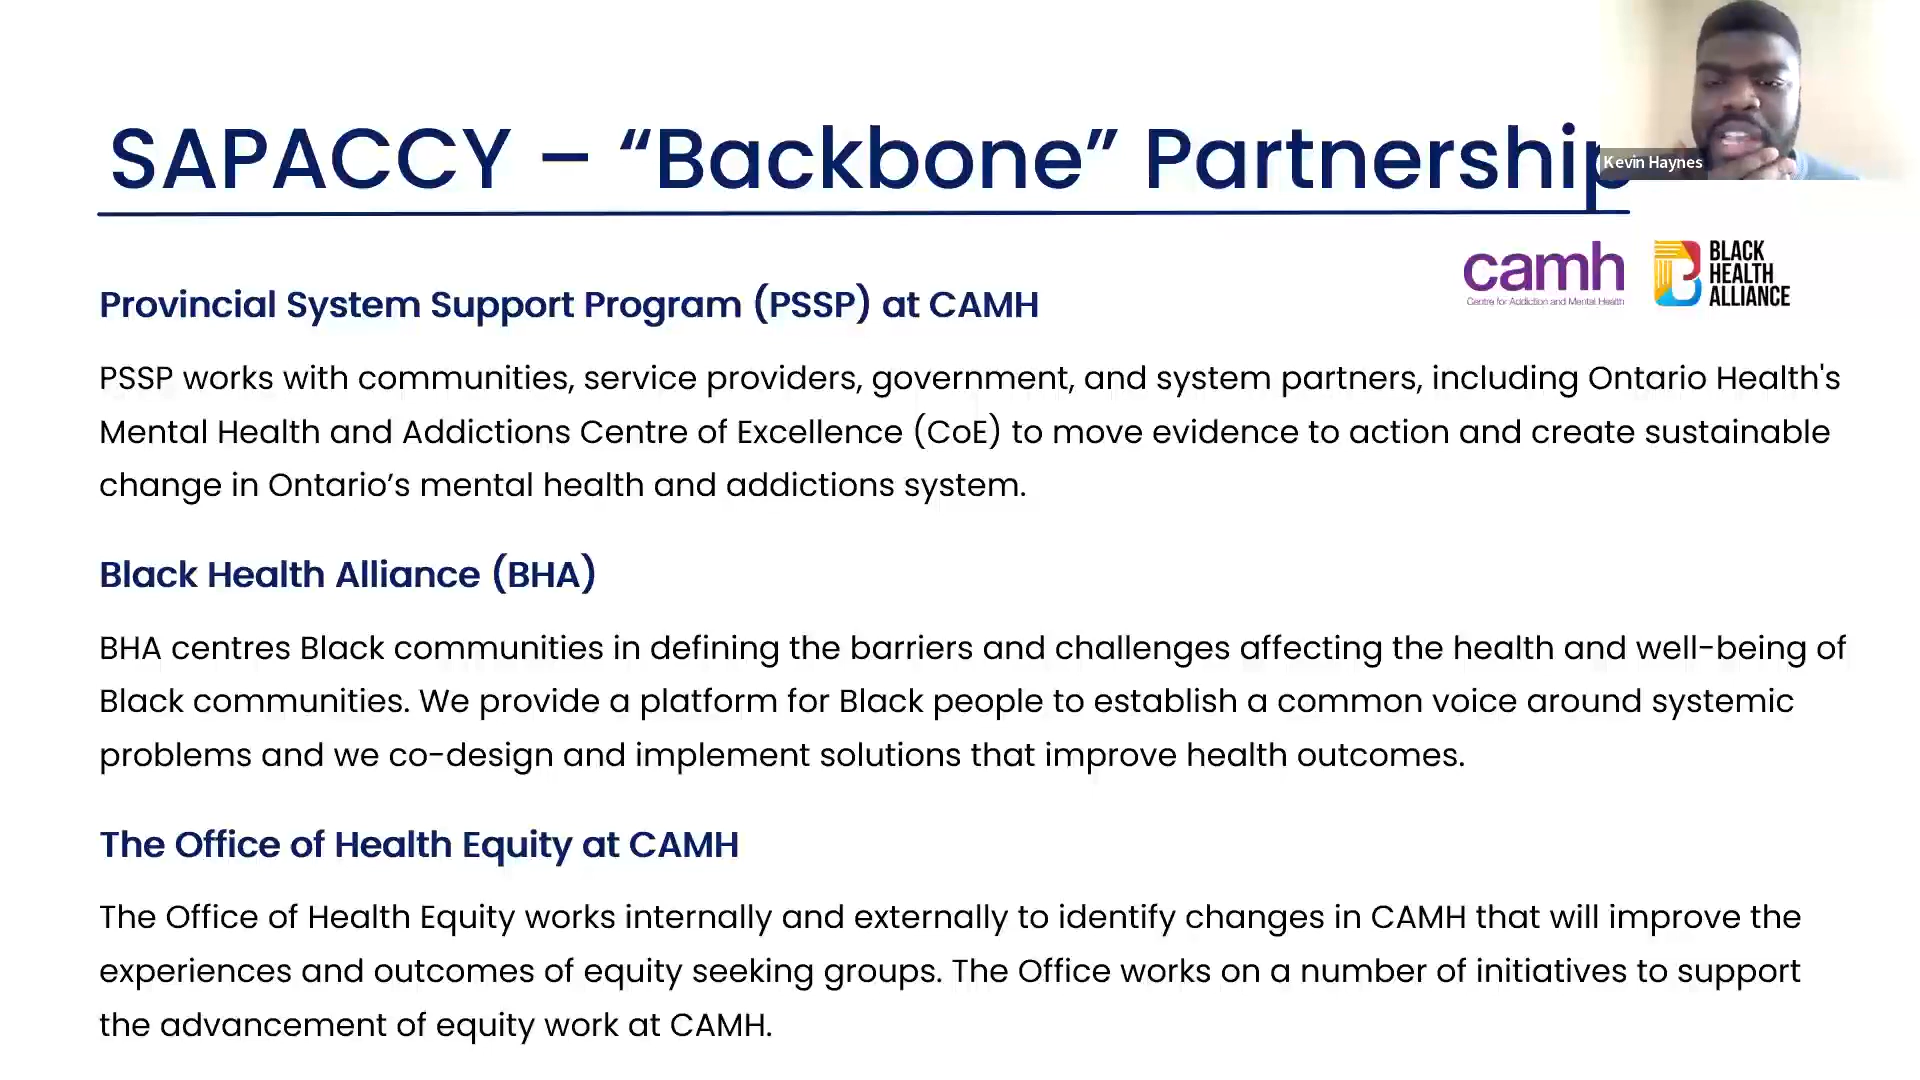 SAPACCY – “Backbone” Partnership
Kevin Haynes
camh
Centre for Addiction and Mental Health
BLACK
HEALTH
ALLIANCE
Provincial System Support Program (PSSP) at CAMH
PSSP works with communities, service providers, government, and system partners, including Ontario Health's
Mental Health and Addictions Centre of Excellence (CoE) to move evidence to action and create sustainable
change in Ontario’s mental health and addictions system.
Black Health Alliance (BHA)
BHA centres Black communities in defining the barriers and challenges affecting the health and well-being of
Black communities. We provide a platform for Black people to establish a common voice around systemic
problems and we co-design and implement solutions that improve health outcomes.
The Office of Health Equity at CAMH
The Office of Health Equity works internally and externally to identify changes in CAMH that will improve the
experiences and outcomes of equity seeking groups. The Office works on a number of initiatives to support
the advancement of equity work at CAMH.